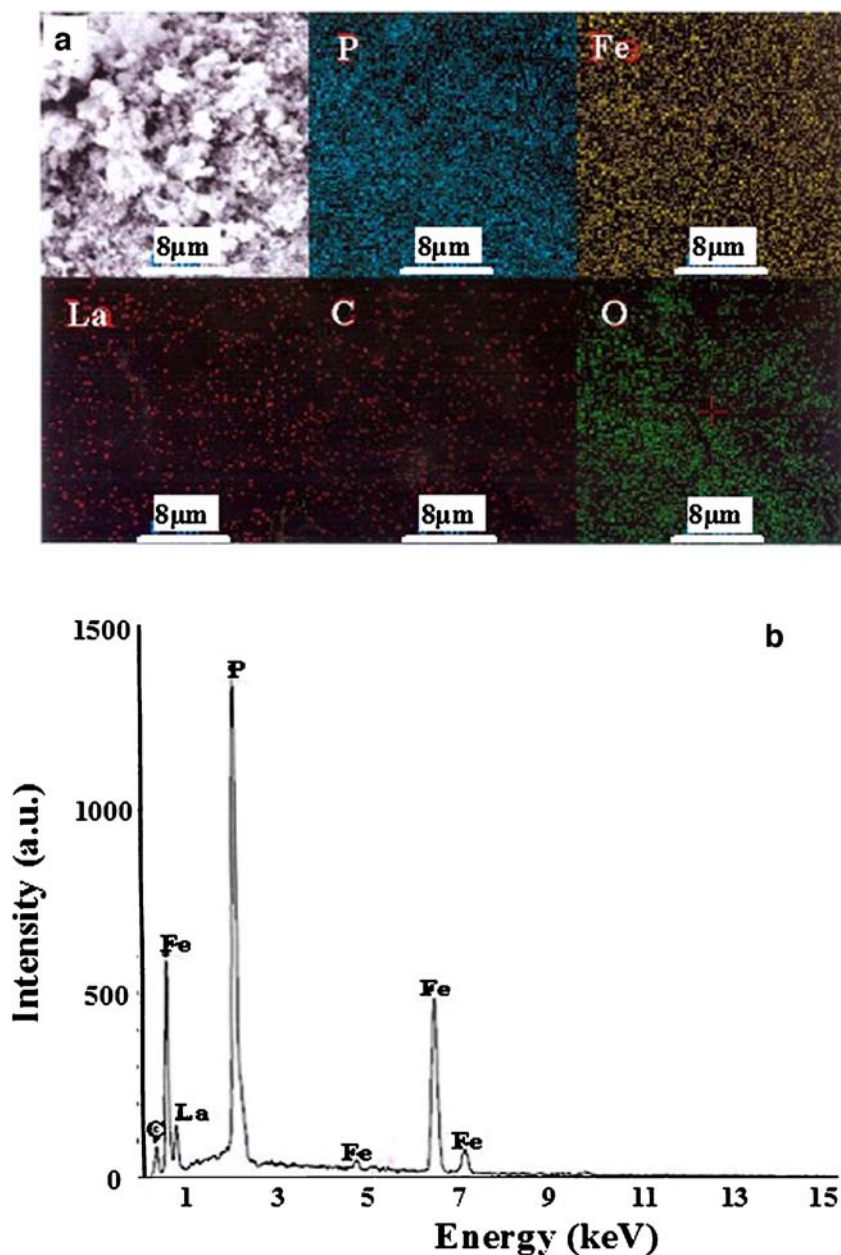 a
P
Fe
8μm
8μm
8μm
La
C
O
8μm
8μm
8μm
b
1500
1000
500
0
Intensity (a.u.)
P
Fe
C
La
Fe
Fe
Fe
1 3 5 7 9 11 13 15
Energy (keV)